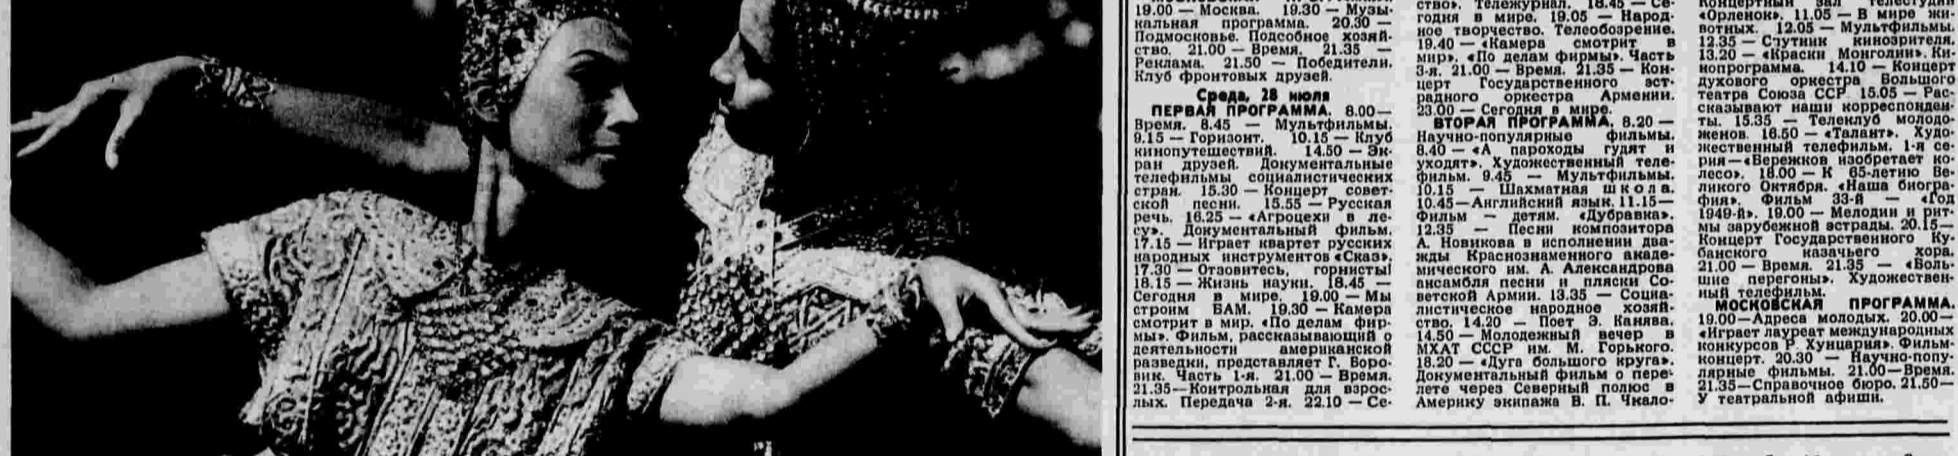 19.00 — Москва. 19.30 — Музы-
кальная программа. 20.30 —
Подмосковье. Подсобное хозяй-
ство. 21.00 — Время. 21.35 —
Реклама. 21.50 — Победители.
Клуб фронтовых друзей.
Среда, 28 июля
ПЕРВАЯ ПРОГРАММА. 8.00—
Время. 8.45 — Мультфильмы.
9.15 — Горизонт. 10.15 — Клуб
кинопутешествий. 14.50 — Эк-
ран друзей. Документальные
телефильмы социалистических
стран. 15.30 — Концерт совет-
ской песни. 15.55 — Русская
речь. 16.25 — «Агроцехи в ле-
су». Документальный фильм.
17.15 — Играет квартет русских
народных инструментов «Сказ».
17.30 — Отзовитесь, горнисты!
18.15 — Жизнь науки. 18.45 —
Сегодня в мире. 19.00 — Мы
строим БАМ. 19.30 — Камера
смотрит в мир. «По делам фир-
мы». Фильм, рассказывающий о
деятельности американской
разведки, представляет Г. Боро-
вик. Часть 1-я. 21.00 — Время.
21.35—Контрольная для взрос-
лых. Передача 2-я. 22.10 — Се-
ство». Тележурнал. 18.45 — Се-
годня в мире. 19.05 — Народ-
ное творчество. Телеобозрение.
19.40 — «Камера смотрит в
мир». «По делам фирмы». Часть
3-я. 21.00 — Время. 21.35 — Кон-
церт Государственного эст-
радного оркестра Армении.
23.00 — Сегодня в мире.
ВТОРАЯ ПРОГРАММА. 8.20 —
Научно-популярные фильмы.
8.40 — «А пароходы гудят и
уходят». Художественный теле-
фильм. 9.45 — Мультфильмы.
10.15 — Шахматная школа.
10.45—Английский язык. 11.15—
Фильм — детям. «Дубравка».
12.35 — Песни композитора
А. Новикова в исполнении два-
жды Краснознаменного акаде-
мического им. А. Александрова
ансамбля песни и пляски Со-
ветской Армии. 13.35 — Социа-
листическое народное хозяй-
ство. 14.20 — Поет Э. Канява.
14.50 — Молодежный вечер в
МХАТ СССР им. М. Горького.
18.20 — «Дуга большого круга».
Документальный фильм о пере-
лете через Северный полюс в
Америку экипажа В. П. Чкало-
Концертный зал телестудии
«Орленок». 11.05 — В мире жи-
вотных. 12.05 — Мультфильмы.
12.35 — Спутник кинозрителя.
13.20 — «Краски Монголии». Ки-
нопрограмма. 14.10 — Концерт
духового оркестра Большого
театра Союза ССР. 15.05 — Рас-
сказывают наши корреспонден-
ты. 15.35 — Телеклуб молодо-
женов. 16.50 — «Талант». Худо-
жественный телефильм. 1-я се-
рия—«Бережков изобретает ко-
лесо». 18.00 — К 65-летию Ве-
ликого Октября. «Наша биогра-
фия». Фильм 33-й — «Год
1949-й». 19.00 — Мелодии и рит-
мы зарубежной эстрады. 20.15—
Концерт Государственного Ку-
банского казачьего хора.
21.00 — Время. 21.35 — «Боль-
шие перегоны». Художествен-
ный телефильм.
МОСКОВСКАЯ ПРОГРАММА.
19.00—Адреса молодых. 20.00—
«Играет лауреат международных
конкурсов Р. Хунцария». Фильм-
концерт. 20.30 — Научно-попу-
лярные фильмы. 21.00—Время.
21.35—Справочное бюро. 21.50—
У театральной афиши.